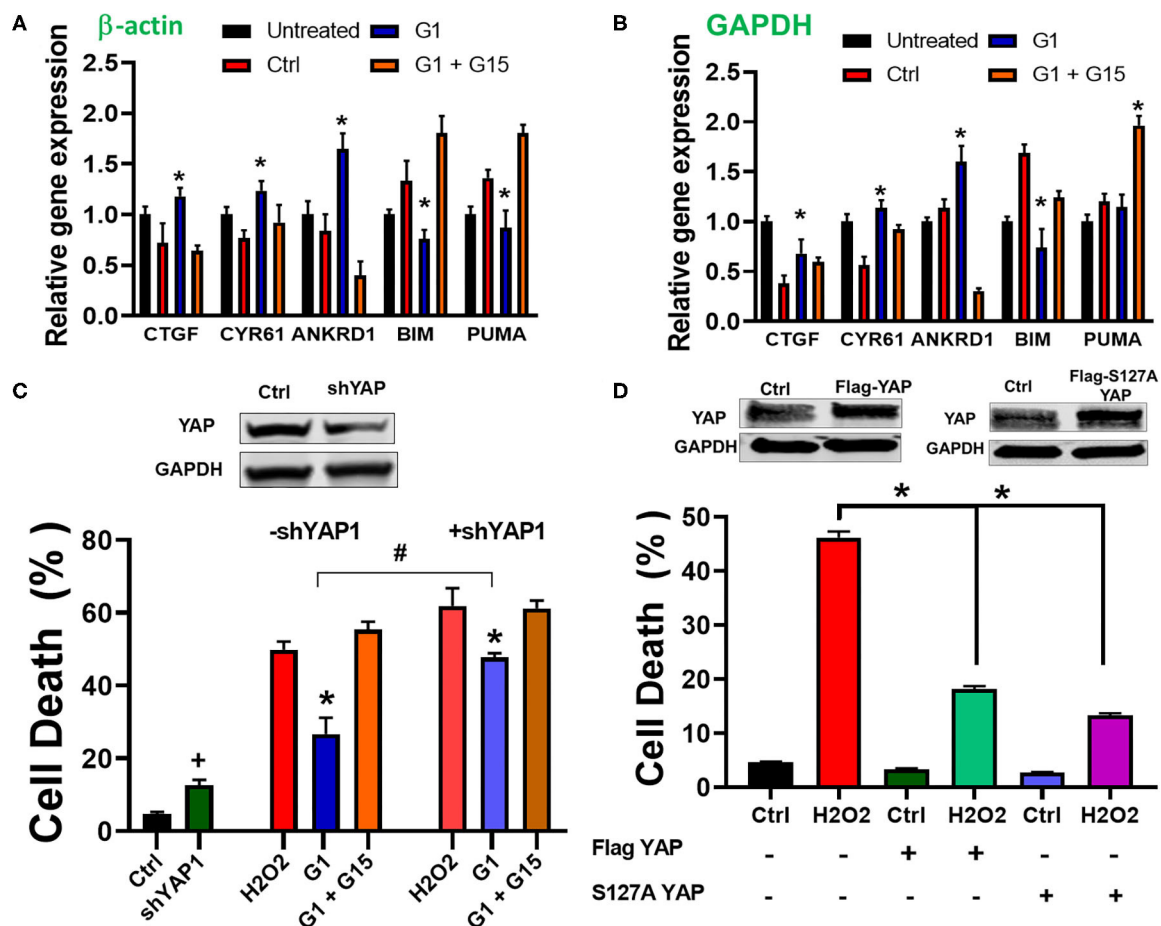 A β-actin
Untreated G1
Ctrl G1 + G15
Relative gene expression
2.5
2.0
1.5
1.0
0.5
0.0
* * * * *
CTGF CYR61 ANKRD1 BIM PUMA
B GAPDH
Untreated G1
Ctrl G1 + G15
Relative gene expression
2.5
2.0
1.5
1.0
0.5
0.0
* * * * *
CTGF CYR61 ANKRD1 BIM PUMA
C
Ctrl shYAP
YAP
GAPDH
-shYAP1 +shYAP1
#
Cell Death (%)
80
60
40
20
0
+ * *
Ctrl
shYAP1
H2O2
G1
G1 + G15
H2O2
G1
G1 + G15
D
Ctrl Flag-YAP
YAP
GAPDH
Ctrl Flag-S127A
YAP
YAP
GAPDH
* *
Cell Death (%)
50
40
30
20
10
0
Ctrl H2O2 Ctrl H2O2 Ctrl H2O2
Flag YAP - - + + - -
S127A YAP - - - - + +